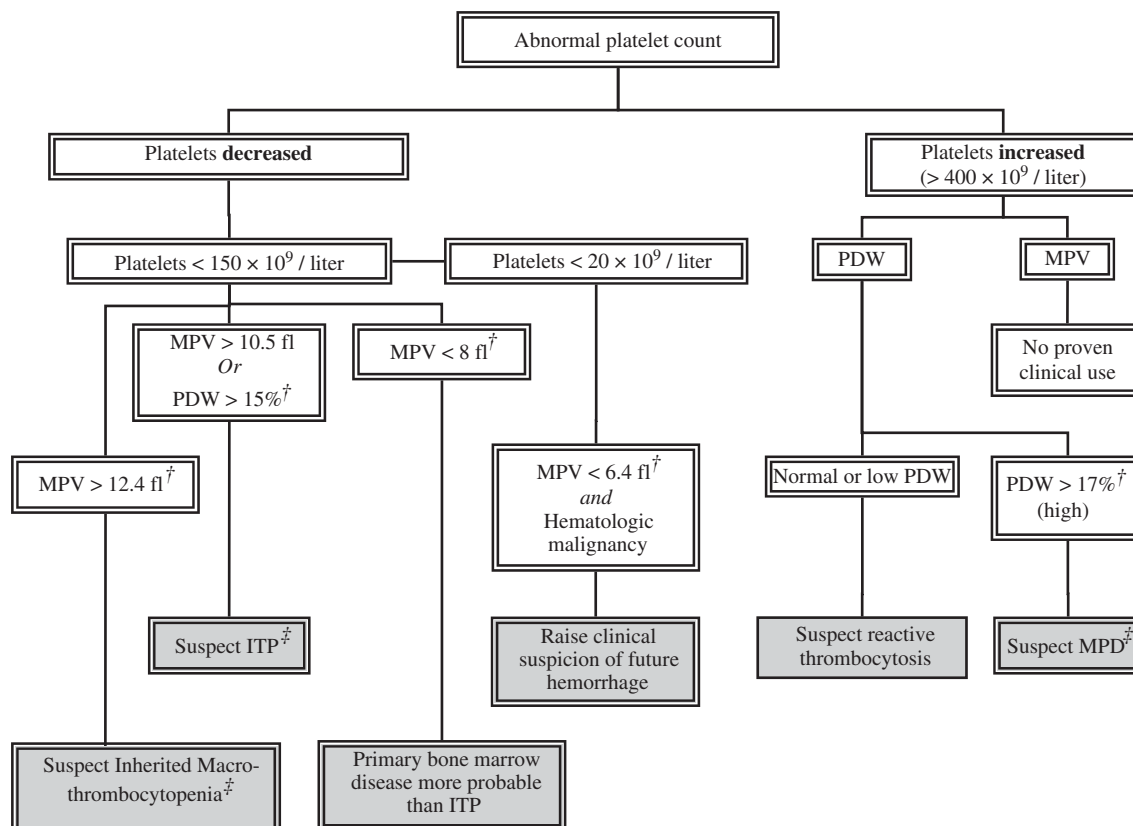 Abnormal platelet count
Platelets decreased
Platelets increased
(> 400 × 10⁹ / liter)
Platelets < 150 × 10⁹ / liter
Platelets < 20 × 10⁹ / liter
PDW
MPV
MPV > 10.5 fl
Or
PDW > 15%†
MPV < 8 fl†
No proven
clinical use
MPV > 12.4 fl†
MPV < 6.4 fl†
and
Hematologic
malignancy
Normal or low PDW
PDW > 17%†
(high)
Suspect ITP‡
Raise clinical
suspicion of future
hemorrhage
Suspect reactive
thrombocytosis
Suspect MPD‡
Suspect Inherited Macro-
thrombocytopenia‡
Primary bone marrow
disease more probable
than ITP